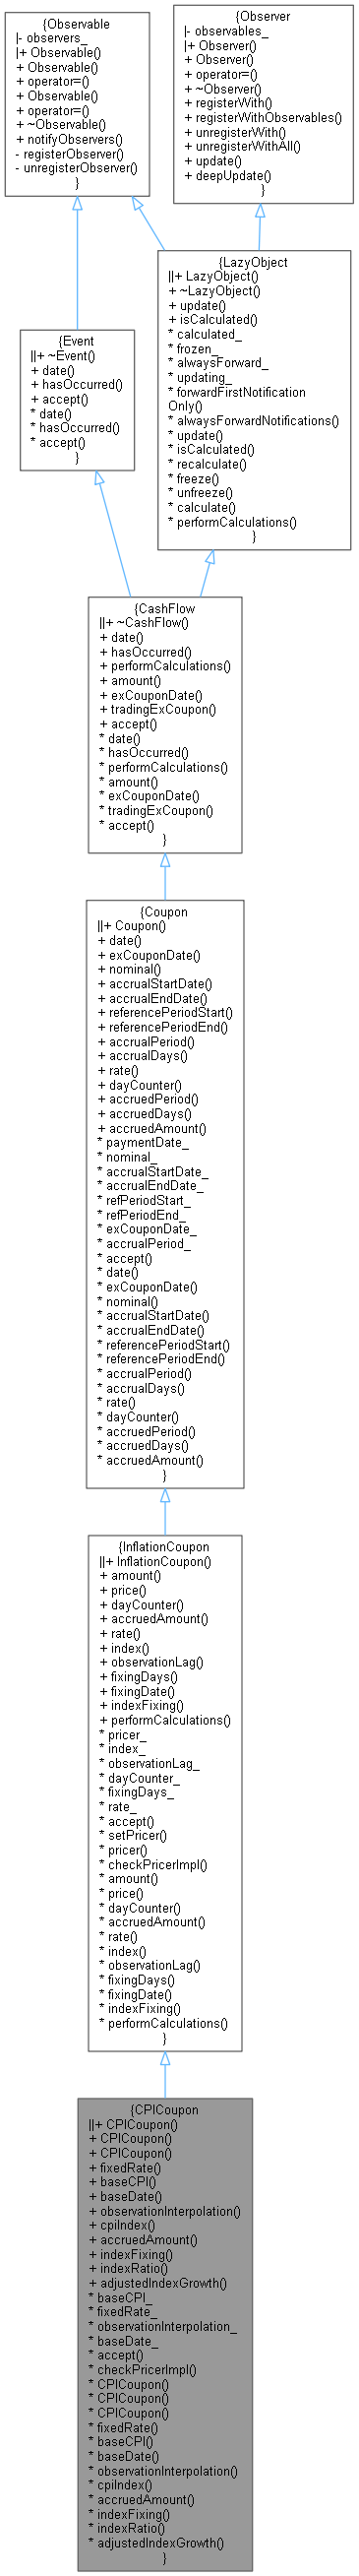 {Observable
|- observers_
|+ Observable()
+ Observable()
+ operator=()
+ Observable()
+ operator=()
+ ~Observable()
+ notifyObservers()
- registerObserver()
- unregisterObserver()
}
{Observer
|- observables_
|+ Observer()
+ Observer()
+ operator=()
+ ~Observer()
+ registerWith()
+ registerWithObservables()
+ unregisterWith()
+ unregisterWithAll()
+ update()
+ deepUpdate()
}
{LazyObject
||+ LazyObject()
+ ~LazyObject()
+ update()
+ isCalculated()
* calculated_
* frozen_
* alwaysForward_
* updating_
* forwardFirstNotification
Only()
* alwaysForwardNotifications()
* update()
* isCalculated()
* recalculate()
* freeze()
* unfreeze()
* calculate()
* performCalculations()
}
{Event
||+ ~Event()
+ date()
+ hasOccurred()
+ accept()
* date()
* hasOccurred()
* accept()
}
{CashFlow
||+ ~CashFlow()
+ date()
+ hasOccurred()
+ performCalculations()
+ amount()
+ exCouponDate()
+ tradingExCoupon()
+ accept()
* date()
* hasOccurred()
* performCalculations()
* amount()
* exCouponDate()
* tradingExCoupon()
* accept()
}
{Coupon
||+ Coupon()
+ date()
+ exCouponDate()
+ nominal()
+ accrualStartDate()
+ accrualEndDate()
+ referencePeriodStart()
+ referencePeriodEnd()
+ accrualPeriod()
+ accrualDays()
+ rate()
+ dayCounter()
+ accruedPeriod()
+ accruedDays()
+ accruedAmount()
* paymentDate_
* nominal_
* accrualStartDate_
* accrualEndDate_
* refPeriodStart_
* refPeriodEnd_
* exCouponDate_
* accrualPeriod_
* accept()
* date()
* exCouponDate()
* nominal()
* accrualStartDate()
* accrualEndDate()
* referencePeriodStart()
* referencePeriodEnd()
* accrualPeriod()
* accrualDays()
* rate()
* dayCounter()
* accruedPeriod()
* accruedDays()
* accruedAmount()
}
{InflationCoupon
||+ InflationCoupon()
+ amount()
+ price()
+ dayCounter()
+ accruedAmount()
+ rate()
+ index()
+ observationLag()
+ fixingDays()
+ fixingDate()
+ indexFixing()
+ performCalculations()
* pricer_
* index_
* observationLag_
* dayCounter_
* fixingDays_
* rate_
* accept()
* setPricer()
* pricer()
* checkPricerImpl()
* amount()
* price()
* dayCounter()
* accruedAmount()
* rate()
* index()
* observationLag()
* fixingDays()
* fixingDate()
* indexFixing()
* performCalculations()
}
{CPICoupon
||+ CPICoupon()
+ CPICoupon()
+ CPICoupon()
+ fixedRate()
+ baseCPI()
+ baseDate()
+ observationInterpolation()
+ cpiIndex()
+ accruedAmount()
+ indexFixing()
+ indexRatio()
+ adjustedIndexGrowth()
* baseCPI_
* fixedRate_
* observationInterpolation_
* baseDate_
* accept()
* checkPricerImpl()
* CPICoupon()
* CPICoupon()
* CPICoupon()
* fixedRate()
* baseCPI()
* baseDate()
* observationInterpolation()
* cpiIndex()
* accruedAmount()
* indexFixing()
* indexRatio()
* adjustedIndexGrowth()
}